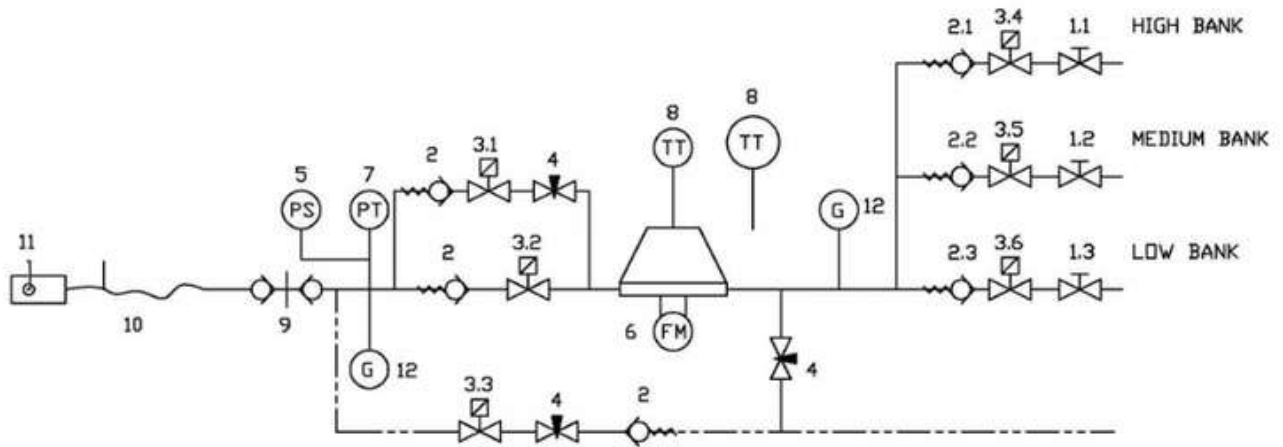 2.1 3.4 1.1 HIGH BANK
8
8 TT
TT
2.2 3.5 1.2 MEDIUM BANK
2 3.1 4
5 7
PS PT
G 12
11
2 3.2
2.3 3.6 1.3 LOW BANK
10 9
6 FM
G 12
4
3.3 4 2